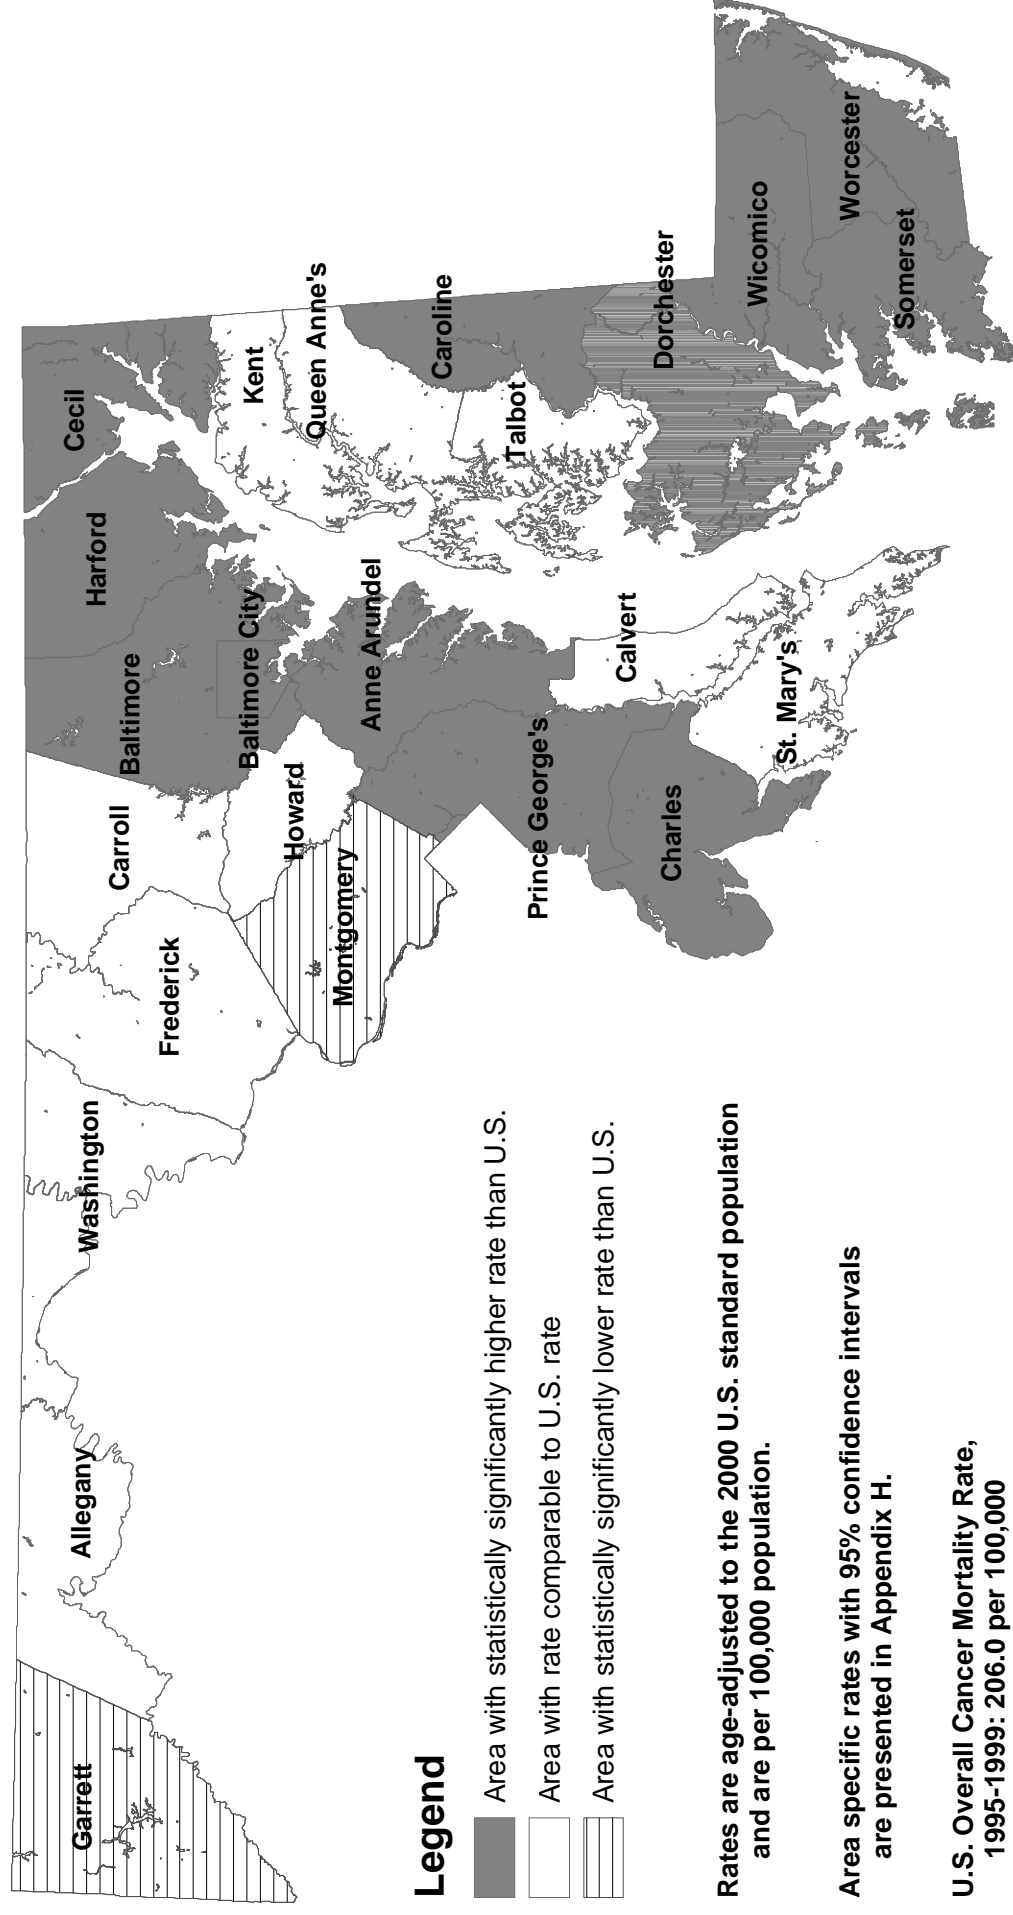 Garrett
Allegany
Washington
Frederick
Carroll
Baltimore
Harford
Cecil
Baltimore City
Howard
Montgomery
Anne Arundel
Prince George's
Charles
Calvert
St. Mary's
Kent
Queen Anne's
Caroline
Talbot
Dorchester
Wicomico
Worcester
Somerset
Legend
Area with statistically significantly higher rate than U.S.
Area with rate comparable to U.S. rate
Area with statistically significantly lower rate than U.S.
Rates are age-adjusted to the 2000 U.S. standard population
and are per 100,000 population.
Area specific rates with 95% confidence intervals
are presented in Appendix H.
U.S. Overall Cancer Mortality Rate,
1995-1999: 206.0 per 100,000